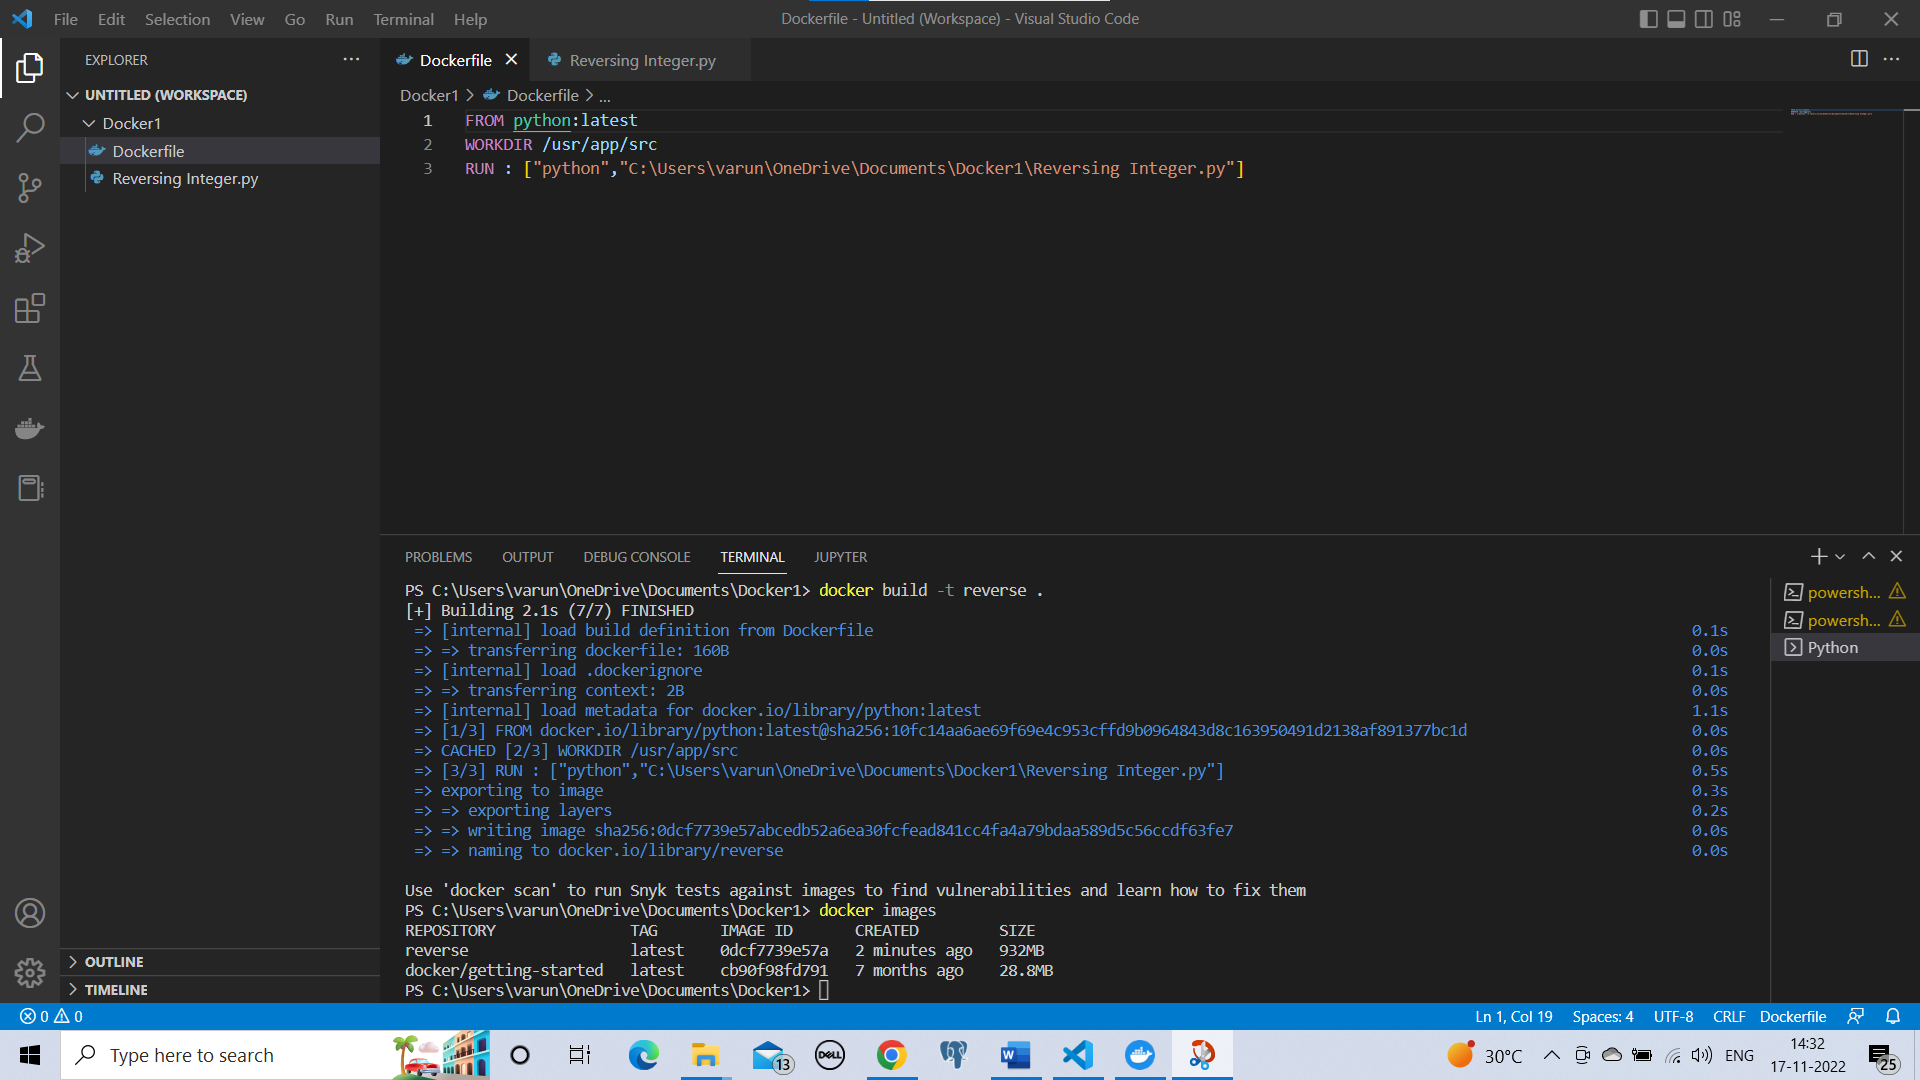 File Edit Selection View Go Run Terminal Help
Dockerfile - Untitled (Workspace) - Visual Studio Code
EXPLORER
UNTITLED (WORKSPACE)
Docker1
Dockerfile
Reversing Integer.py
OUTLINE
TIMELINE
Dockerfile
Reversing Integer.py
Docker1 > Dockerfile > ...
1 FROM python:latest
2 WORKDIR /usr/app/src
3 RUN : ["python","C:\Users\varun\OneDrive\Documents\Docker1\Reversing Integer.py"]
PROBLEMS OUTPUT DEBUG CONSOLE TERMINAL JUPYTER
PS C:\Users\varun\OneDrive\Documents\Docker1> docker build -t reverse .
[+] Building 2.1s (7/7) FINISHED
=> [internal] load build definition from Dockerfile 0.1s
=> => transferring dockerfile: 160B 0.0s
=> [internal] load .dockerignore 0.1s
=> => transferring context: 2B 0.0s
=> [internal] load metadata for docker.io/library/python:latest 1.1s
=> [1/3] FROM docker.io/library/python:latest@sha256:10fc14aa6ae69f69e4c953cffd9b0964843d8c163950491d2138af891377bc1d 0.0s
=> CACHED [2/3] WORKDIR /usr/app/src 0.0s
=> [3/3] RUN : ["python","C:\Users\varun\OneDrive\Documents\Docker1\Reversing Integer.py"] 0.5s
=> exporting to image 0.3s
=> => exporting layers 0.2s
=> => writing image sha256:0dcf7739e57abcedb52a6ea30fcfead841cc4fa4a79bdaa589d5c56ccdf63fe7 0.0s
=> => naming to docker.io/library/reverse 0.0s
Use 'docker scan' to run Snyk tests against images to find vulnerabilities and learn how to fix them
PS C:\Users\varun\OneDrive\Documents\Docker1> docker images
REPOSITORY TAG IMAGE ID CREATED SIZE
reverse latest 0dcf7739e57a 2 minutes ago 932MB
docker/getting-started latest cb90f98fd791 7 months ago 28.8MB
PS C:\Users\varun\OneDrive\Documents\Docker1>
powersh...
powersh...
Python
0 0
Ln 1, Col 19 Spaces: 4 UTF-8 CRLF Dockerfile
Type here to search
13
DELL
30°C
ENG
14:32
17-11-2022
25